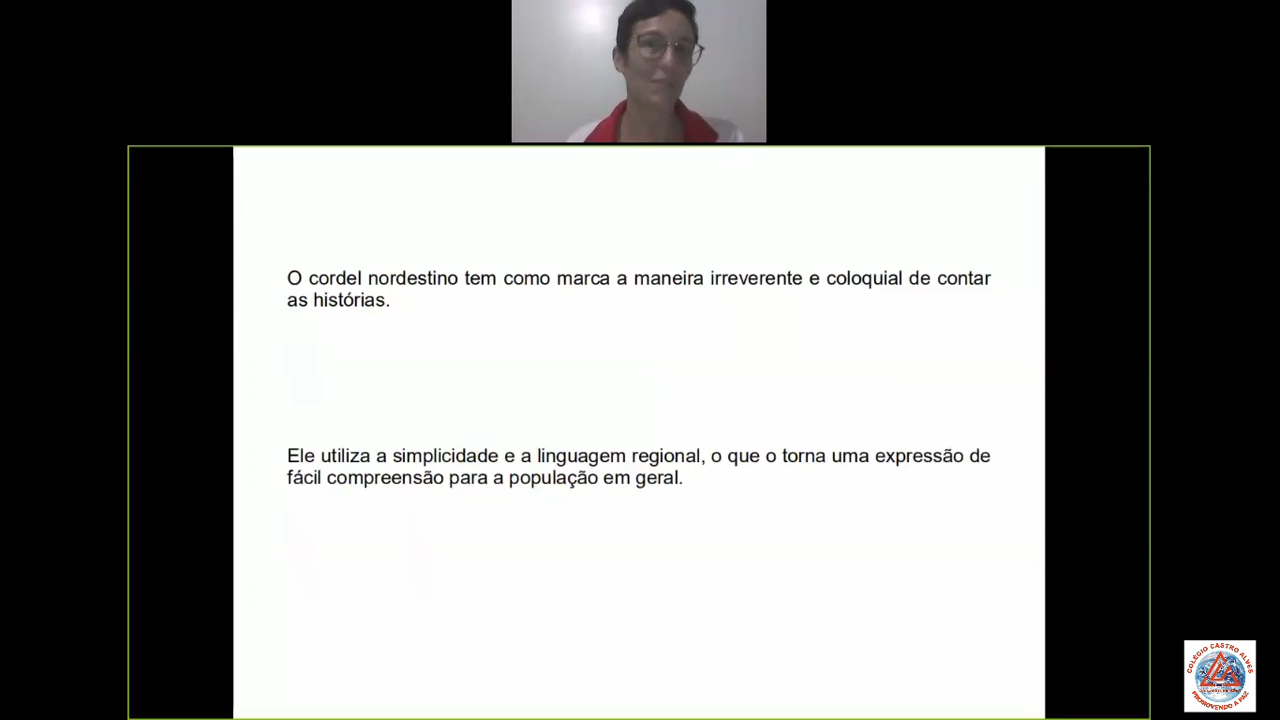 O cordel nordestino tem como marca a maneira irreverente e coloquial de contar
as histórias.
Ele utiliza a simplicidade e a linguagem regional, o que o torna uma expressão de
fácil compreensão para a população em geral.
COLÉGIO CASTRO ALVES
PROMOVENDO A PAZ